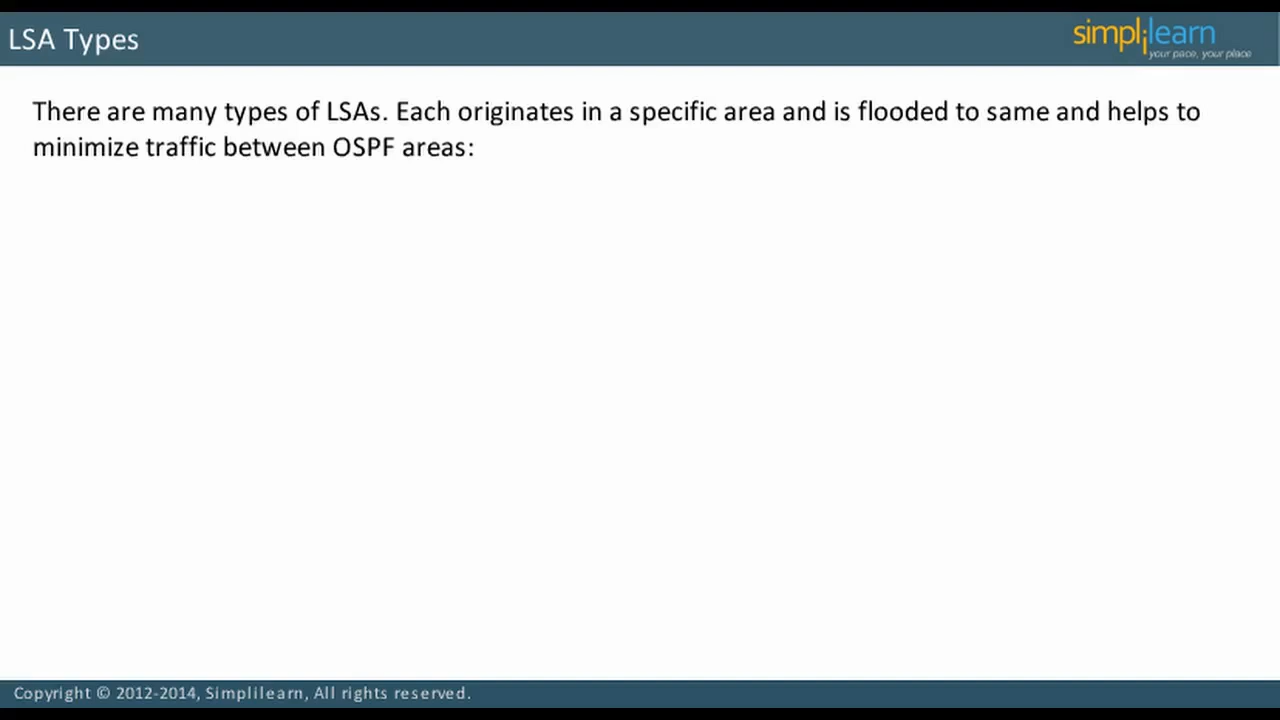 LSA Types
simplilearn
your pace, your place
There are many types of LSAs. Each originates in a specific area and is flooded to same and helps to
minimize traffic between OSPF areas:
Copyright © 2012-2014, Simplilearn, All rights reserved.